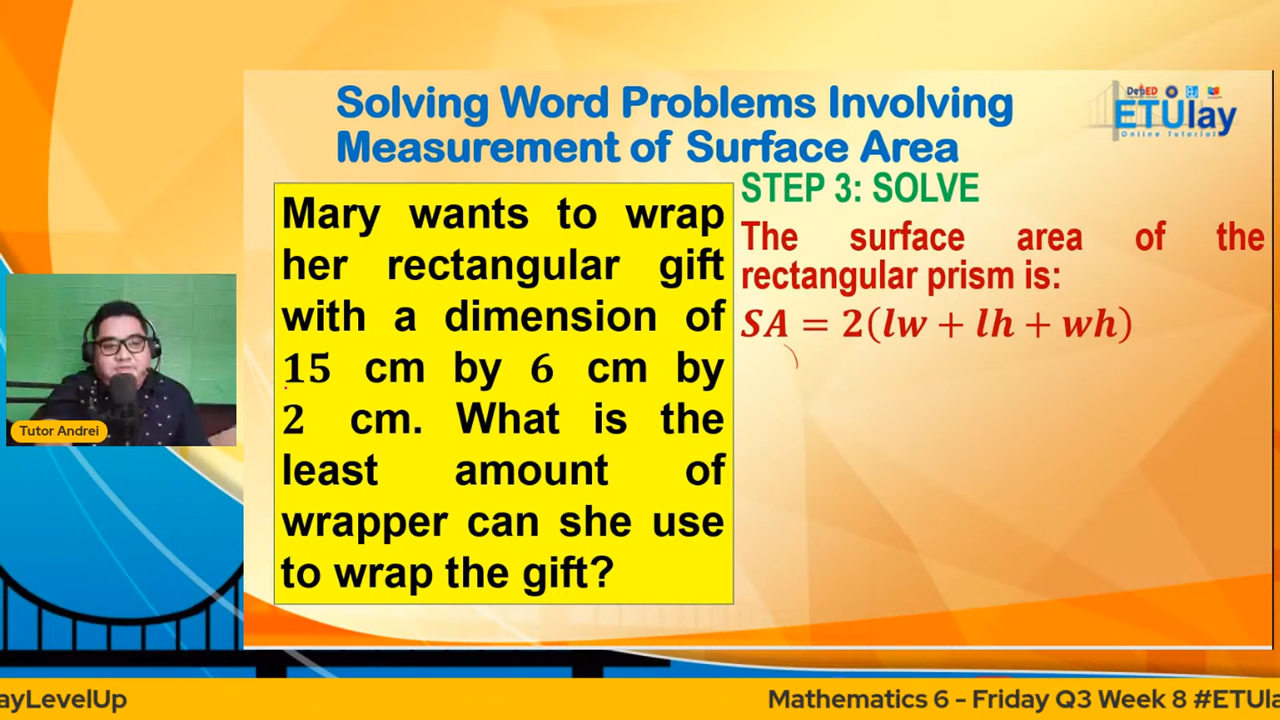 Solving Word Problems Involving
Measurement of Surface Area
DepED
ETULay
Online Tutorial
Mary wants to wrap
her rectangular gift
with a dimension of
15 cm by 6 cm by
2 cm. What is the
least amount of
wrapper can she use
to wrap the gift?
STEP 3: SOLVE
The surface area of the
rectangular prism is:
SA = 2(lw + lh + wh)
Tutor Andrei
ayLevelUp
Mathematics 6 - Friday Q3 Week 8 #ETUla